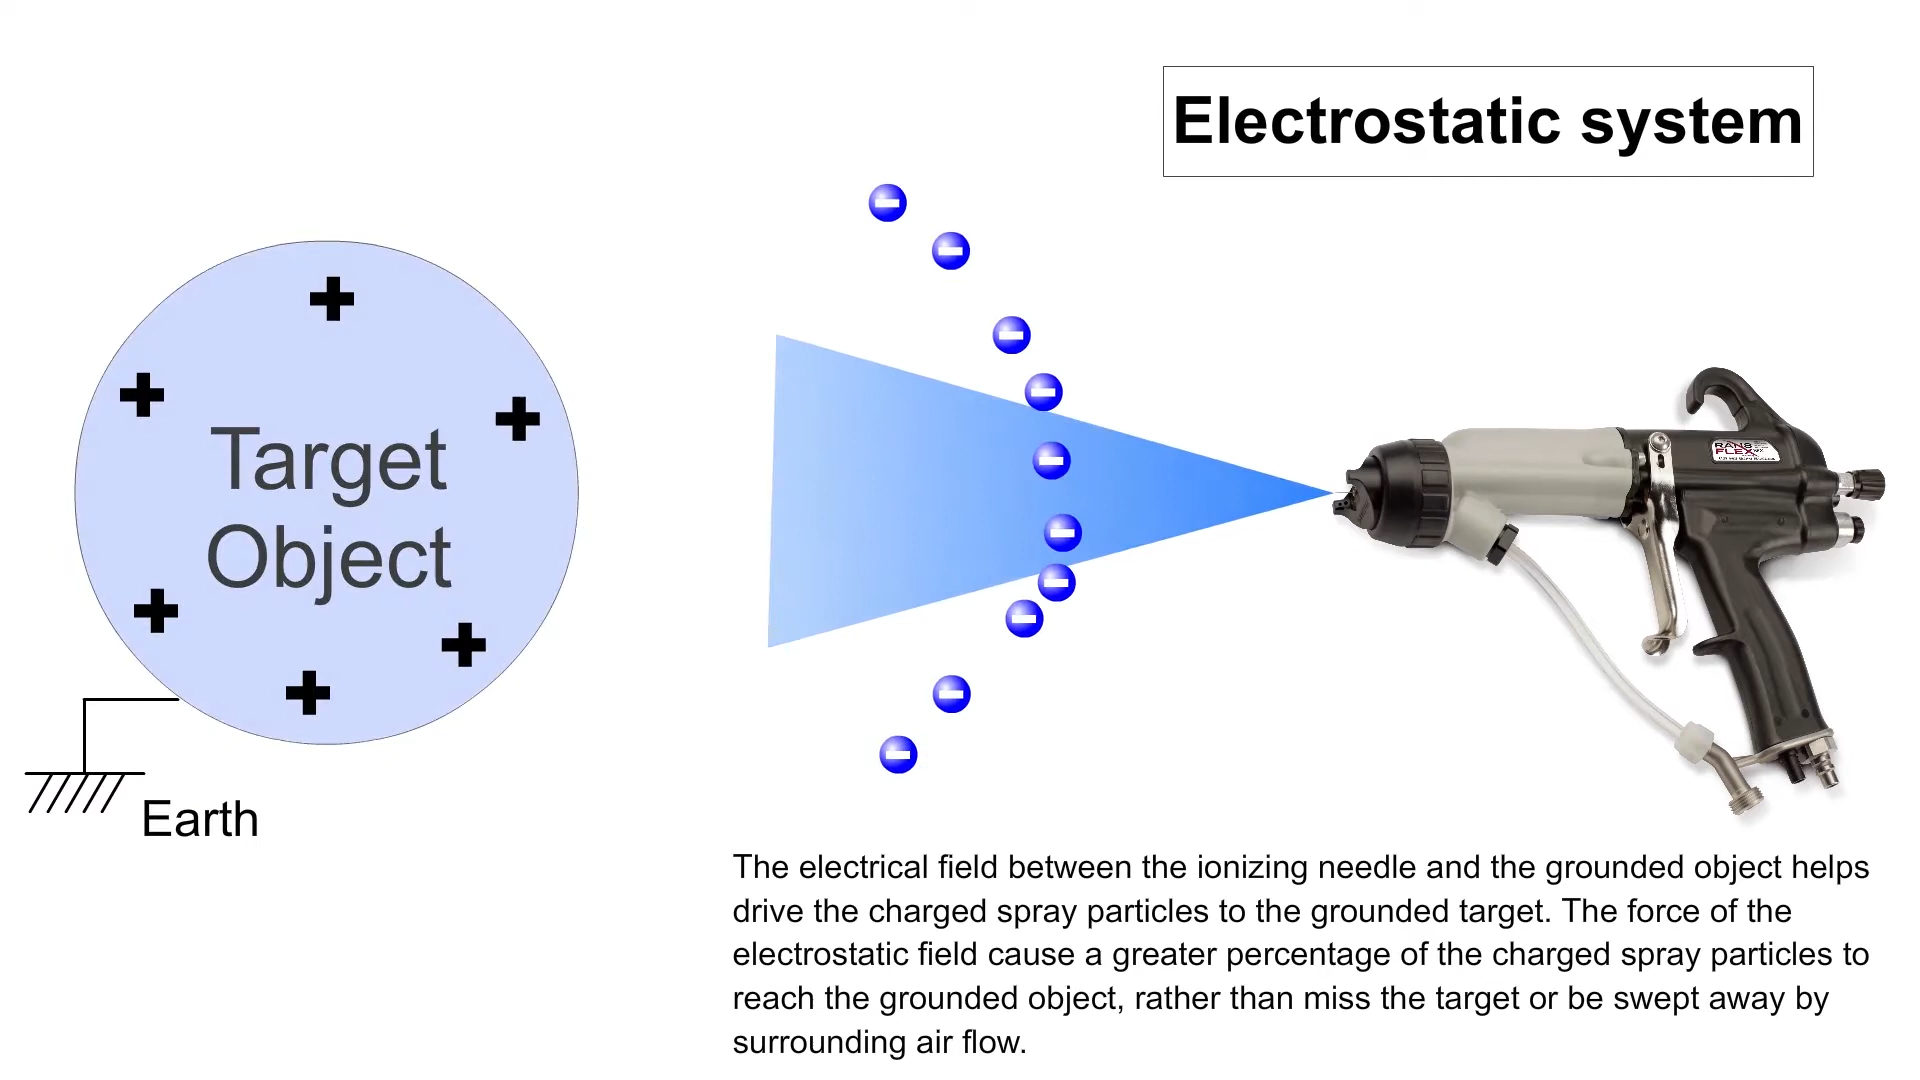 Electrostatic system
Target
Object
RANS
FLEX
Earth
The electrical field between the ionizing needle and the grounded object helps
drive the charged spray particles to the grounded target. The force of the
electrostatic field cause a greater percentage of the charged spray particles to
reach the grounded object, rather than miss the target or be swept away by
surrounding air flow.